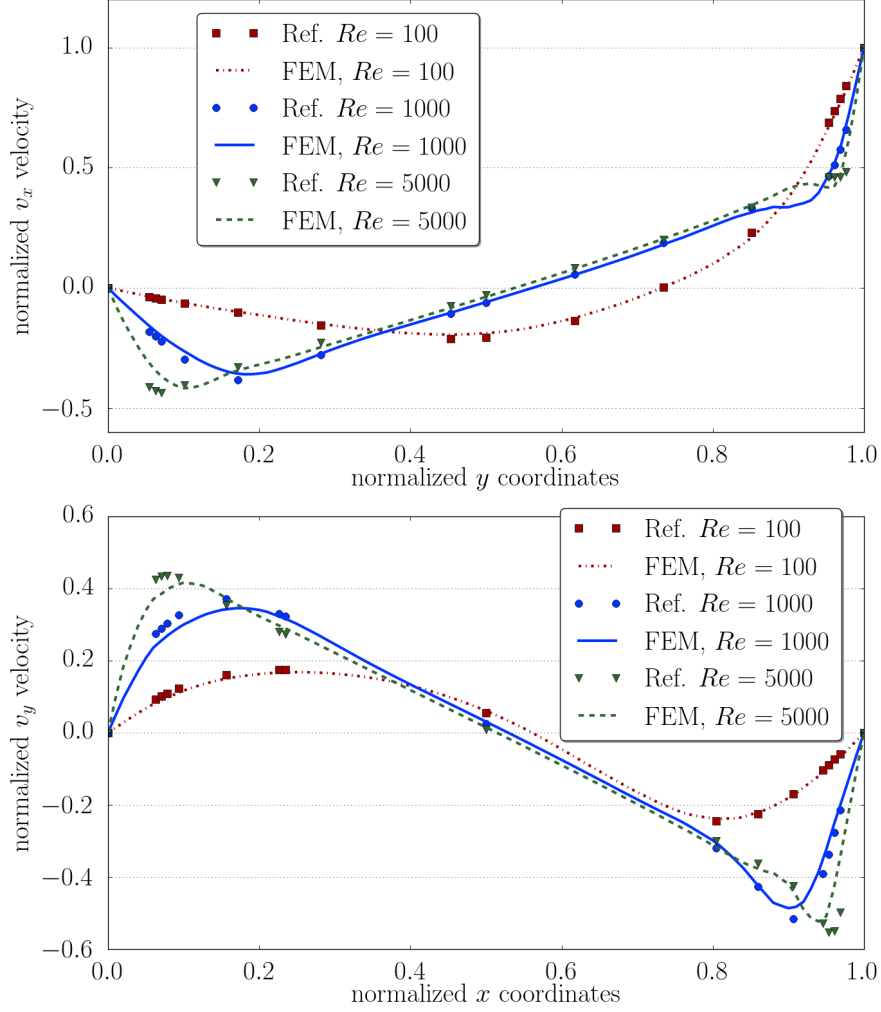 1.0
0.5
0.0
−0.5
normalized v_x velocity
Ref. Re = 100
FEM, Re = 100
Ref. Re = 1000
FEM, Re = 1000
Ref. Re = 5000
FEM, Re = 5000
0.0 0.2 0.4 0.6 0.8 1.0
normalized y coordinates
0.6
0.4
0.2
0.0
−0.2
−0.4
−0.6
normalized v_y velocity
Ref. Re = 100
FEM, Re = 100
Ref. Re = 1000
FEM, Re = 1000
Ref. Re = 5000
FEM, Re = 5000
0.0 0.2 0.4 0.6 0.8 1.0
normalized x coordinates